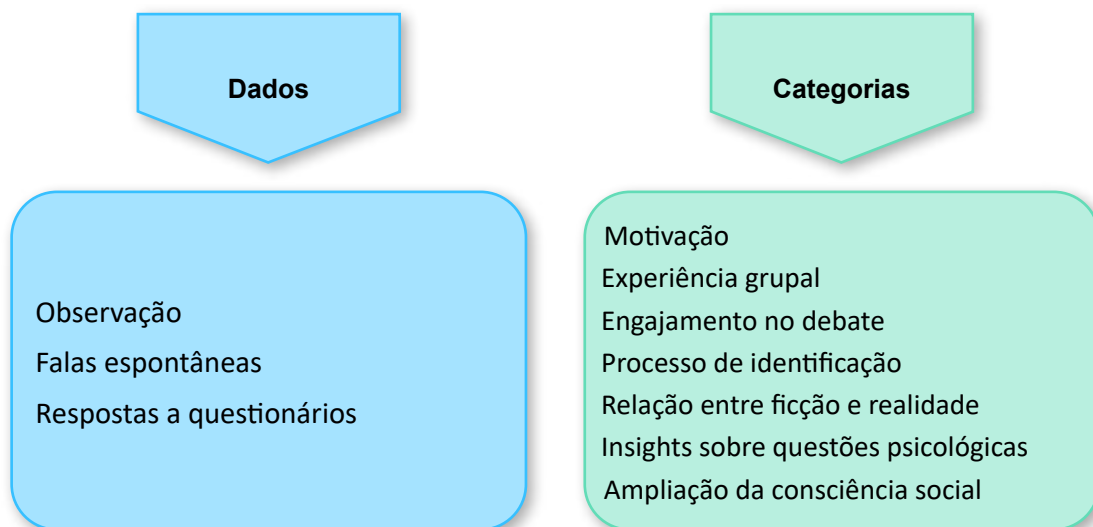 Dados
Observação
Falas espontâneas
Respostas a questionários
Categorias
Motivação
Experiência grupal
Engajamento no debate
Processo de identificação
Relação entre ficção e realidade
Insights sobre questões psicológicas
Ampliação da consciência social